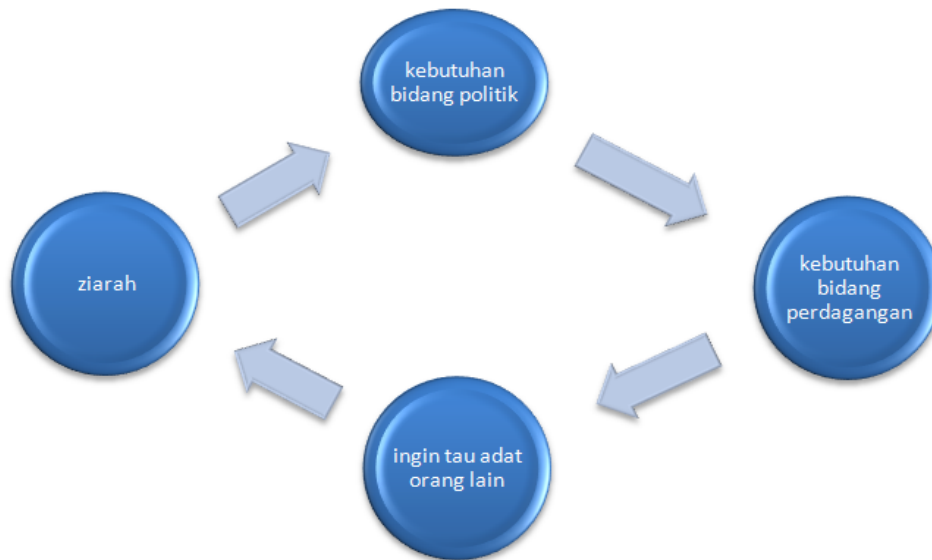 kebutuhan
bidang politik
kebutuhan
bidang
perdagangan
ingin tau adat
orang lain
ziarah